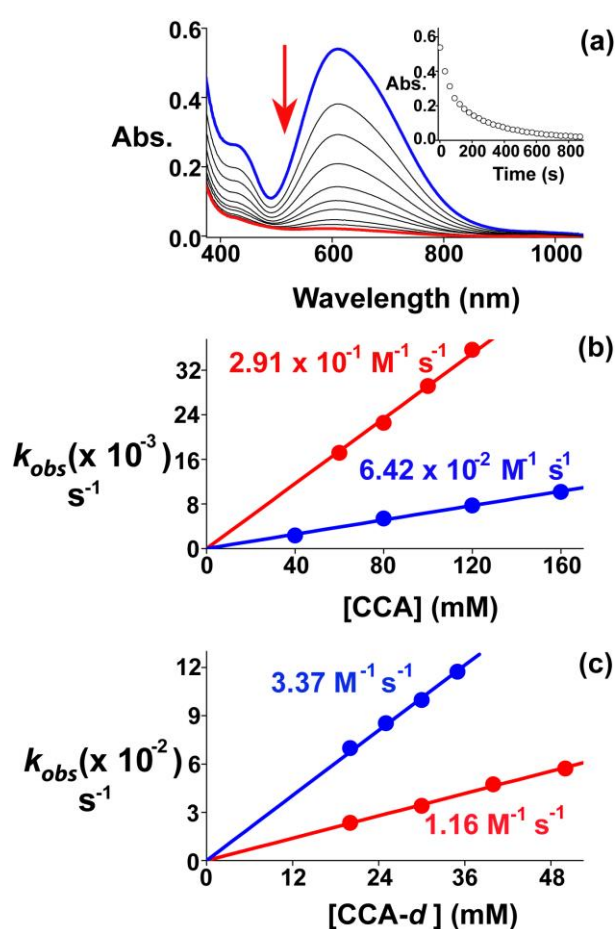 (a)
0.6
0.4
Abs.
0.2
0.0
400
600
800
1000
Wavelength (nm)
0.6
0.4
Abs.
0.2
0.0
0
200
400
600
800
Time (s)
(b)
32
24
16
8
0
k_obs(x 10⁻³)
s⁻¹
2.91 x 10⁻¹ M⁻¹ s⁻¹
6.42 x 10⁻² M⁻¹ s⁻¹
0
40
80
120
160
[CCA] (mM)
(c)
12
9
6
3
0
k_obs(x 10⁻²)
s⁻¹
3.37 M⁻¹ s⁻¹
1.16 M⁻¹ s⁻¹
0
12
24
36
48
[CCA-d ] (mM)